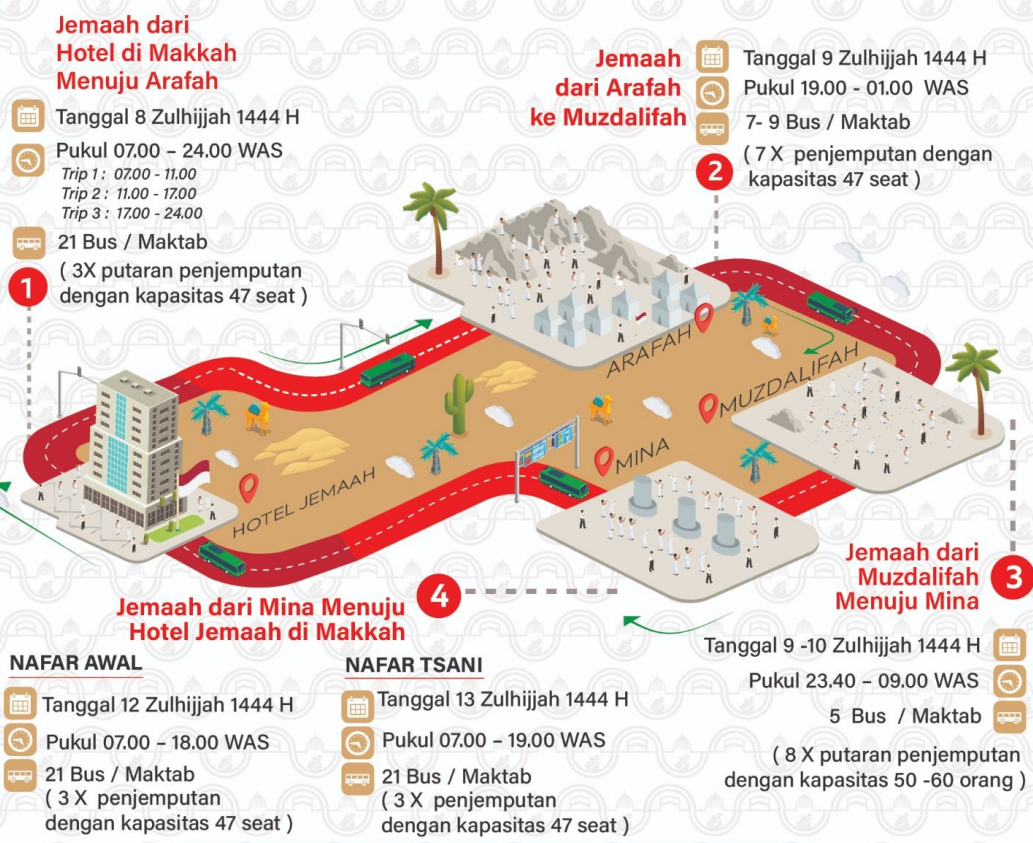 Jemaah dari
Hotel di Makkah
Menuju Arafah
Tanggal 8 Zulhijjah 1444 H
Pukul 07.00 – 24.00 WAS
Trip 1 : 07.00 - 11.00
Trip 2 : 11.00 - 17.00
Trip 3 : 17.00 - 24.00
21 Bus / Maktab
( 3X putaran penjemputan
dengan kapasitas 47 seat )
1
Jemaah
dari Arafah
ke Muzdalifah
Tanggal 9 Zulhijjah 1444 H
Pukul 19.00 - 01.00 WAS
7- 9 Bus / Maktab
( 7 X penjemputan dengan
kapasitas 47 seat )
2
ARAFAH
MUZDALIFAH
MINA
HOTEL JEMAAH
Jemaah dari
Muzdalifah
Menuju Mina
3
Tanggal 9 -10 Zulhijjah 1444 H
Pukul 23.40 – 09.00 WAS
5 Bus / Maktab
( 8 X putaran penjemputan
dengan kapasitas 50 -60 orang )
Jemaah dari Mina Menuju
Hotel Jemaah di Makkah
4
NAFAR AWAL
Tanggal 12 Zulhijjah 1444 H
Pukul 07.00 – 18.00 WAS
21 Bus / Maktab
( 3 X penjemputan
dengan kapasitas 47 seat )
NAFAR TSANI
Tanggal 13 Zulhijjah 1444 H
Pukul 07.00 – 19.00 WAS
21 Bus / Maktab
( 3 X penjemputan
dengan kapasitas 47 seat )